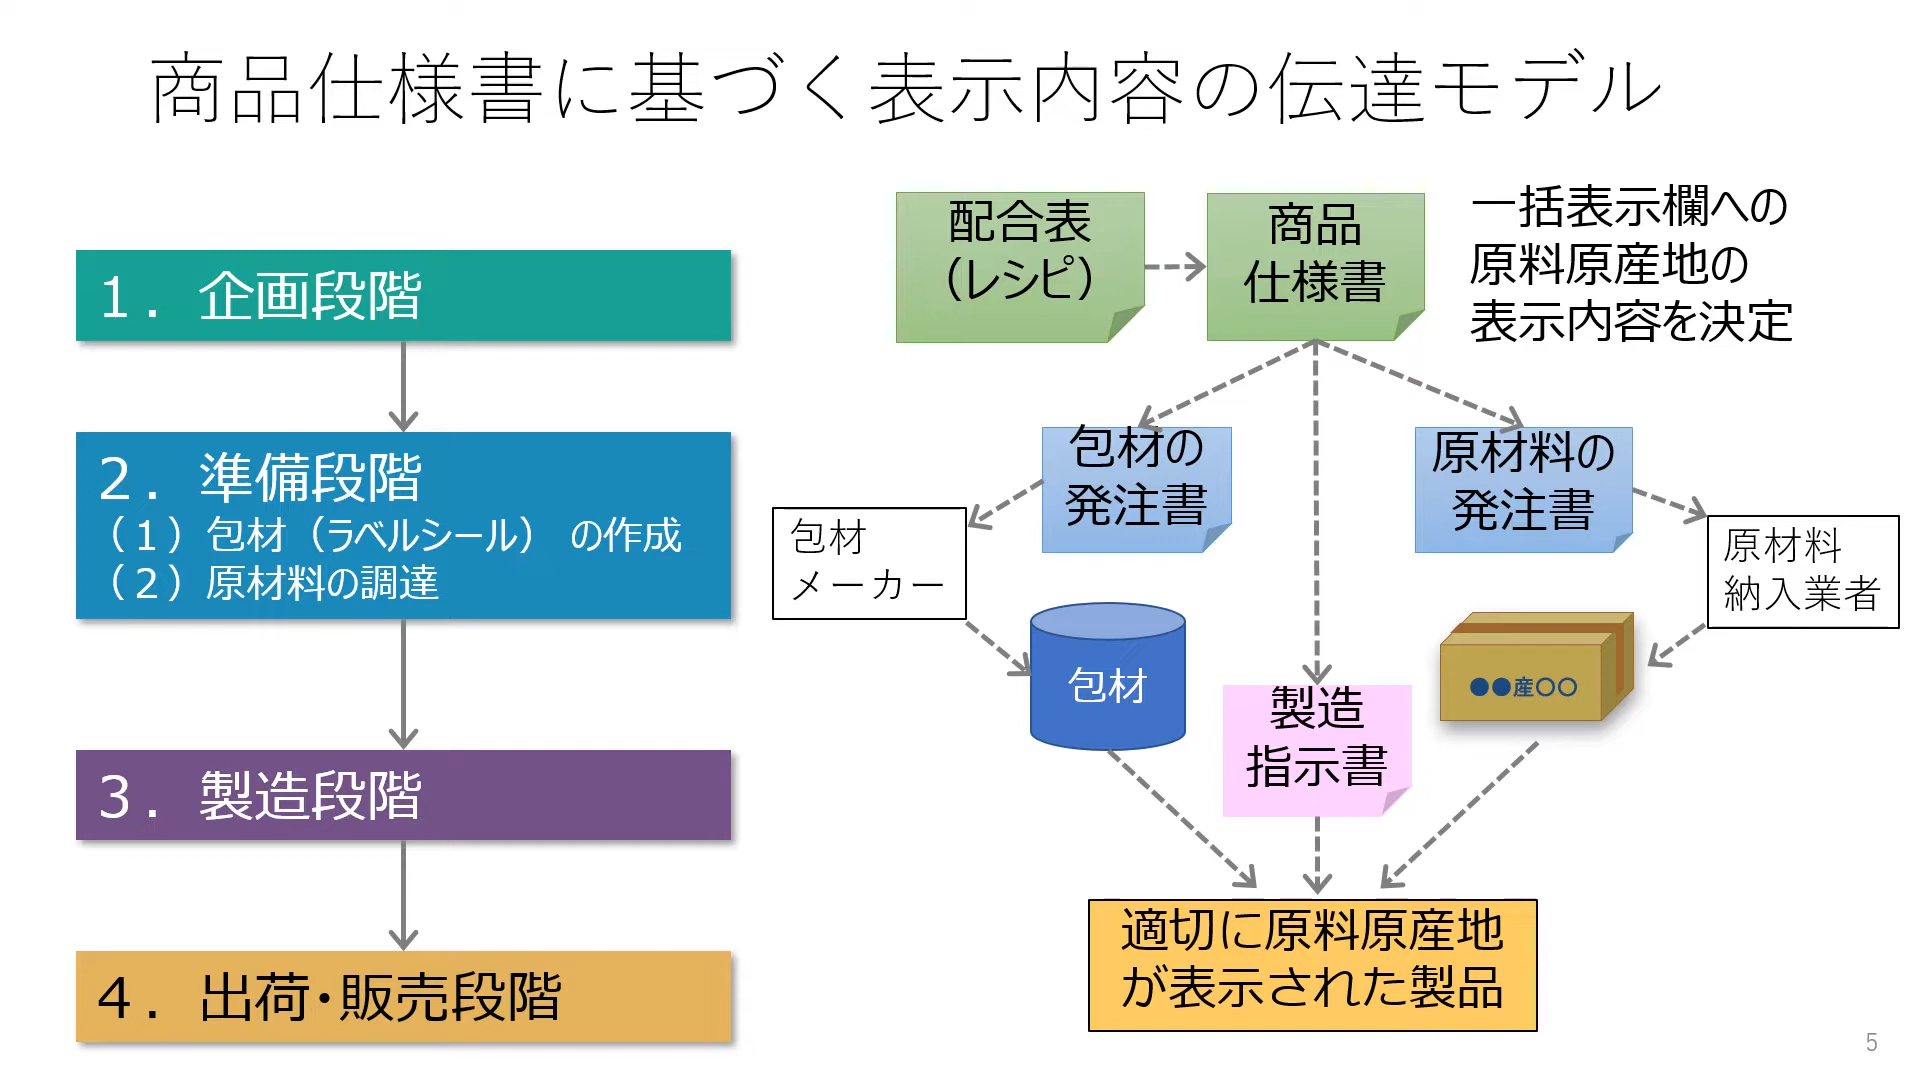 商品仕様書に基づく表示内容の伝達モデル
１．企画段階
２．準備段階
（１）包材（ラベルシール）の作成
（２）原材料の調達
３．製造段階
４．出荷・販売段階
配合表
（レシピ）
商品
仕様書
一括表示欄への
原料原産地の
表示内容を決定
包材の
発注書
原材料の
発注書
包材
メーカー
原材料
納入業者
包材
製造
指示書
●●産〇〇
適切に原料原産地
が表示された製品
5